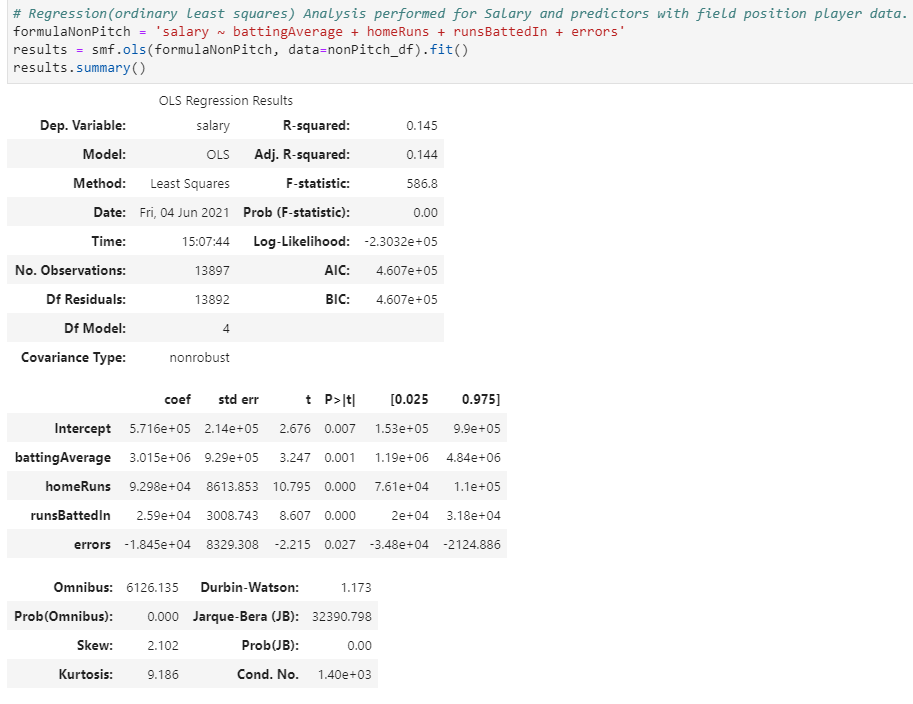 # Regression(ordinary least squares) Analysis performed for Salary and predictors with field position player data.
formulaNonPitch = 'salary ~ battingAverage + homeRuns + runsBattedIn + errors'
results = smf.ols(formulaNonPitch, data=nonPitch_df).fit()
results.summary()
OLS Regression Results
Dep. Variable: salary R-squared: 0.145
Model: OLS Adj. R-squared: 0.144
Method: Least Squares F-statistic: 586.8
Date: Fri, 04 Jun 2021 Prob (F-statistic): 0.00
Time: 15:07:44 Log-Likelihood: -2.3032e+05
No. Observations: 13897 AIC: 4.607e+05
Df Residuals: 13892 BIC: 4.607e+05
Df Model: 4
Covariance Type: nonrobust
coef std err t P>|t| [0.025 0.975]
Intercept 5.716e+05 2.14e+05 2.676 0.007 1.53e+05 9.9e+05
battingAverage 3.015e+06 9.29e+05 3.247 0.001 1.19e+06 4.84e+06
homeRuns 9.298e+04 8613.853 10.795 0.000 7.61e+04 1.1e+05
runsBattedIn 2.59e+04 3008.743 8.607 0.000 2e+04 3.18e+04
errors -1.845e+04 8329.308 -2.215 0.027 -3.48e+04 -2124.886
Omnibus: 6126.135 Durbin-Watson: 1.173
Prob(Omnibus): 0.000 Jarque-Bera (JB): 32390.798
Skew: 2.102 Prob(JB): 0.00
Kurtosis: 9.186 Cond. No. 1.40e+03